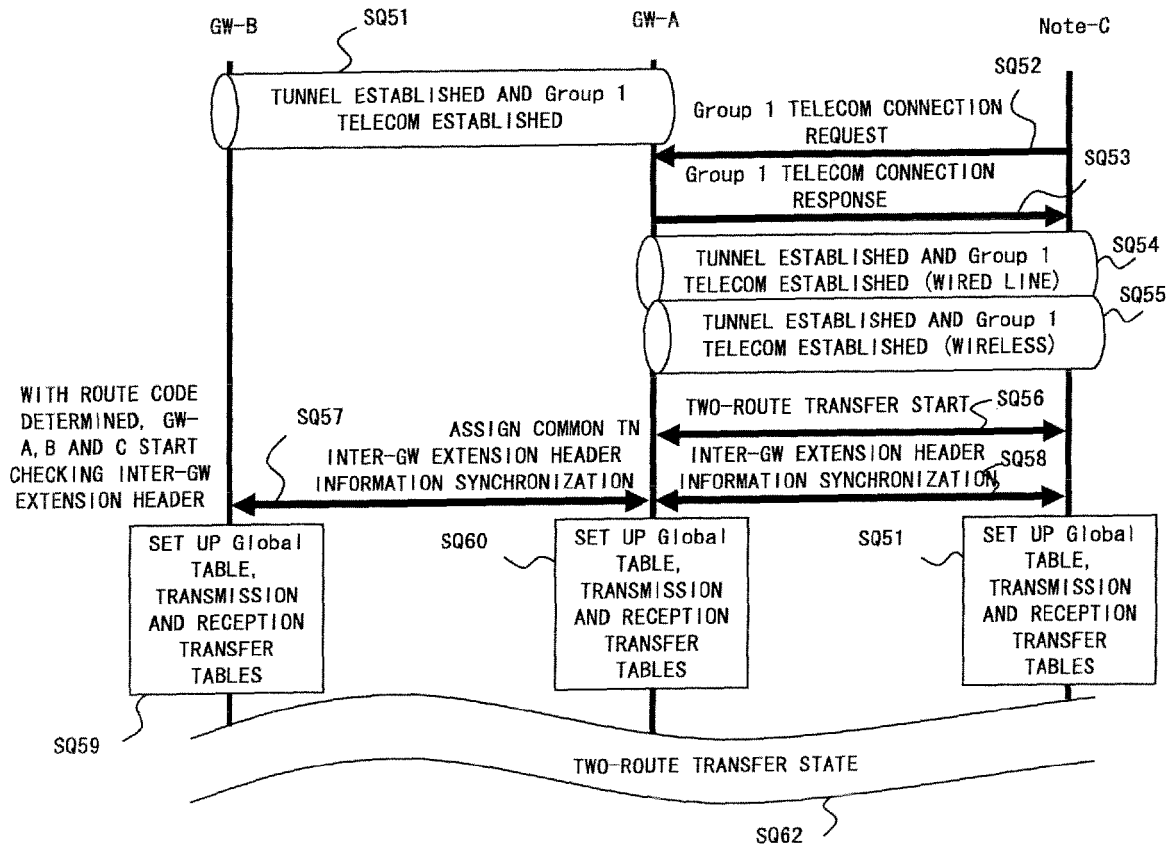 GW-B
SQ51
GW-A
Note-C
TUNNEL ESTABLISHED AND Group 1
TELECOM ESTABLISHED
SQ52
Group 1 TELECOM CONNECTION
REQUEST
SQ53
Group 1 TELECOM CONNECTION
RESPONSE
TUNNEL ESTABLISHED AND Group 1
TELECOM ESTABLISHED (WIRED LINE)
SQ54
TUNNEL ESTABLISHED AND Group 1
TELECOM ESTABLISHED (WIRELESS)
SQ55
WITH ROUTE CODE
DETERMINED, GW-
A, B AND C START
CHECKING INTER-GW
EXTENSION HEADER
SQ57
ASSIGN COMMON TN
INTER-GW EXTENSION HEADER
INFORMATION SYNCHRONIZATION
TWO-ROUTE TRANSFER START
SQ56
INTER-GW EXTENSION HEADER
INFORMATION SYNCHRONIZATION
SQ58
SET UP Global
TABLE,
TRANSMISSION
AND RECEPTION
TRANSFER
TABLES
SQ59
SQ60
SET UP Global
TABLE,
TRANSMISSION
AND RECEPTION
TRANSFER
TABLES
SQ51
SET UP Global
TABLE,
TRANSMISSION
AND RECEPTION
TRANSFER
TABLES
TWO-ROUTE TRANSFER STATE
SQ62